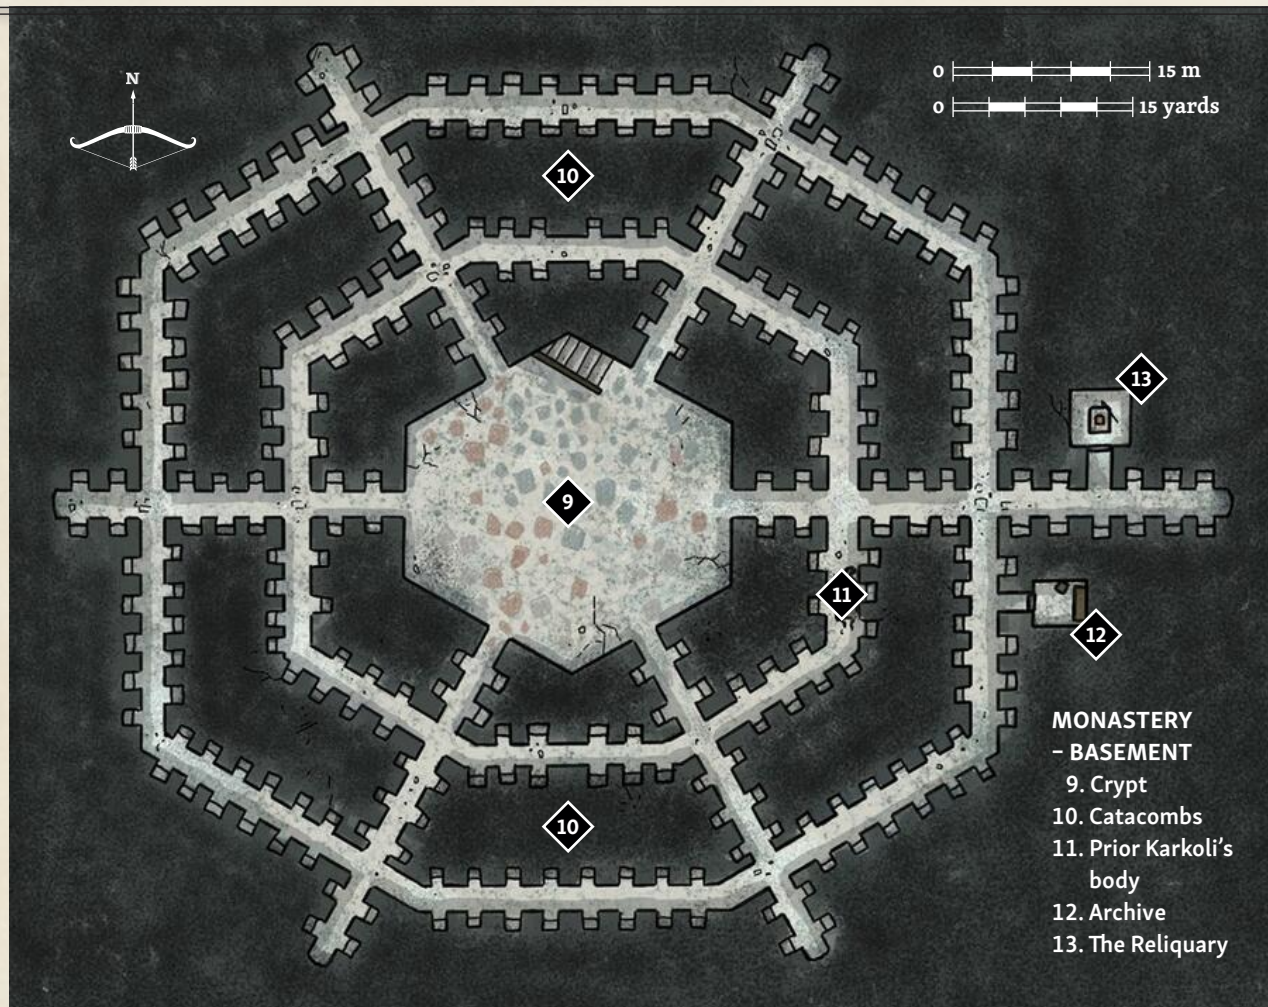 N
0 15 m
0 15 yards
10
13
9
11
12
10
MONASTERY
– BASEMENT
9. Crypt
10. Catacombs
11. Prior Karkoli’s
body
12. Archive
13. The Reliquary